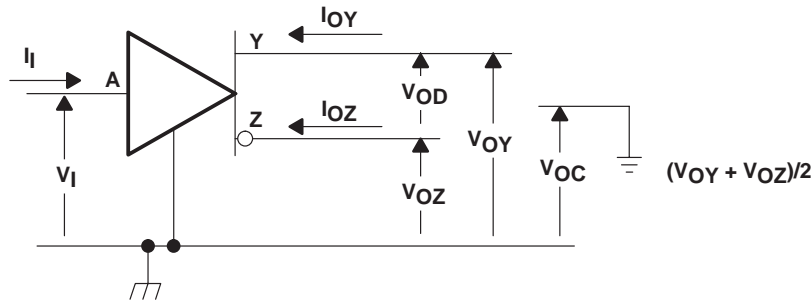 I_OY
Y
I_I
A
V_OD
Z
I_OZ
V_OY
V_I
V_OZ
V_OC
(V_OY + V_OZ)/2